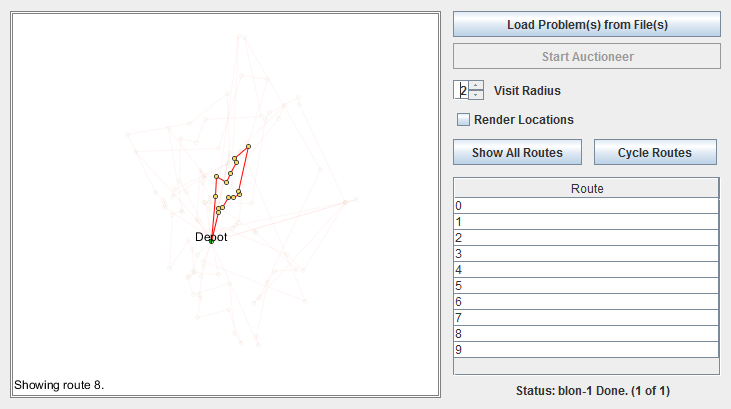 Depot
Showing route 8.
Load Problem(s) from File(s)
Start Auctioneer
2 Visit Radius
Render Locations
Show All Routes Cycle Routes
Route
0
1
2
3
4
5
6
7
8
9
Status: blon-1 Done. (1 of 1)